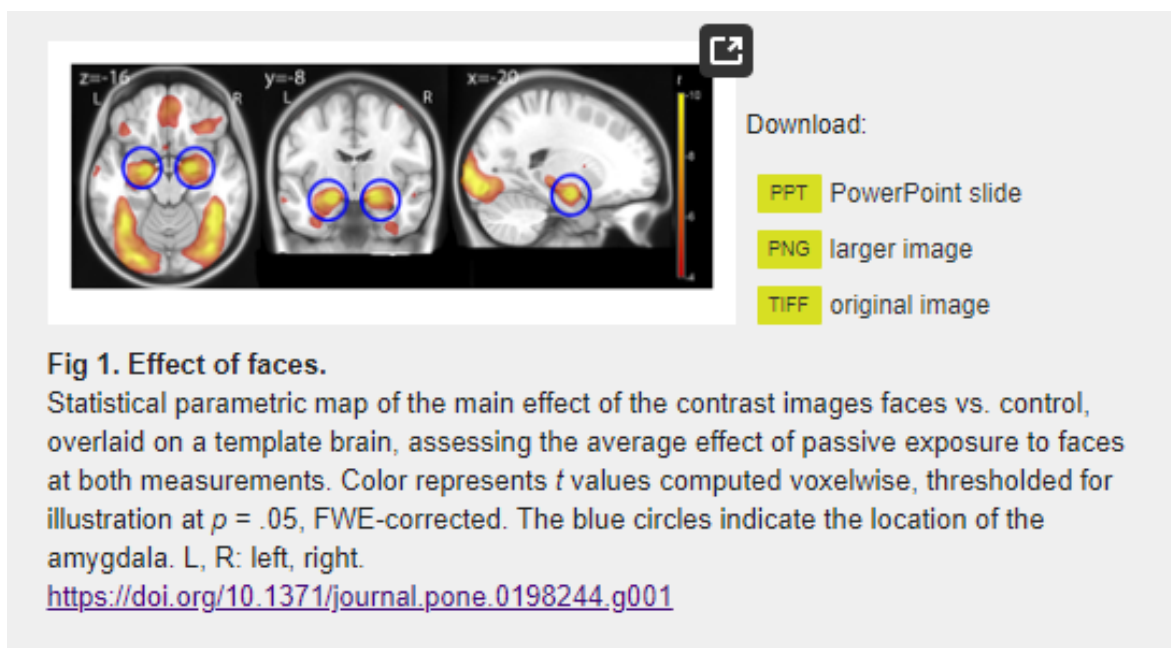 z=-16 y=-8 x=-20 t
L R L R -10
-8
-6
-4
Download:
PPT PowerPoint slide
PNG larger image
TIFF original image
Fig 1. Effect of faces.
Statistical parametric map of the main effect of the contrast images faces vs. control,
overlaid on a template brain, assessing the average effect of passive exposure to faces
at both measurements. Color represents t values computed voxelwise, thresholded for
illustration at p = .05, FWE-corrected. The blue circles indicate the location of the
amygdala. L, R: left, right.
https://doi.org/10.1371/journal.pone.0198244.g001